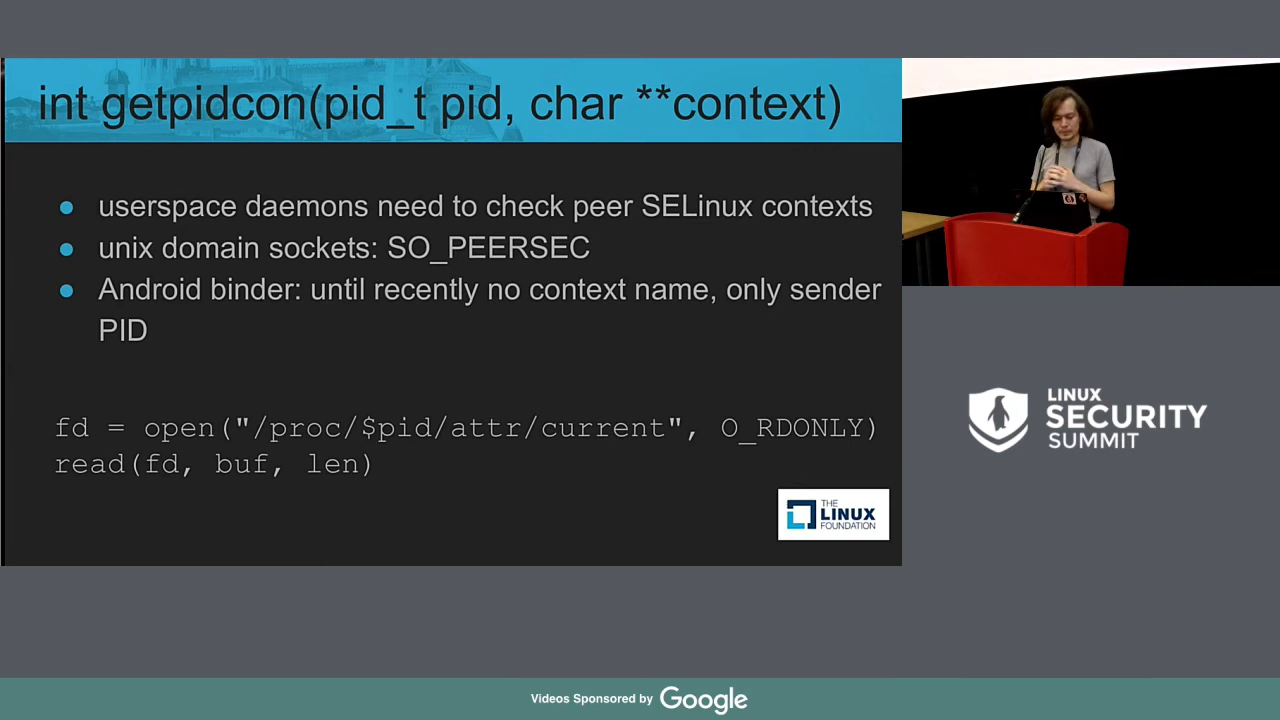 int getpidcon(pid_t pid, char **context)
● userspace daemons need to check peer SELinux contexts
● unix domain sockets: SO_PEERSEC
● Android binder: until recently no context name, only sender
PID
fd = open("/proc/$pid/attr/current", O_RDONLY)
read(fd, buf, len)
THE
LINUX
FOUNDATION
LINUX
SECURITY
SUMMIT
Videos Sponsored by Google